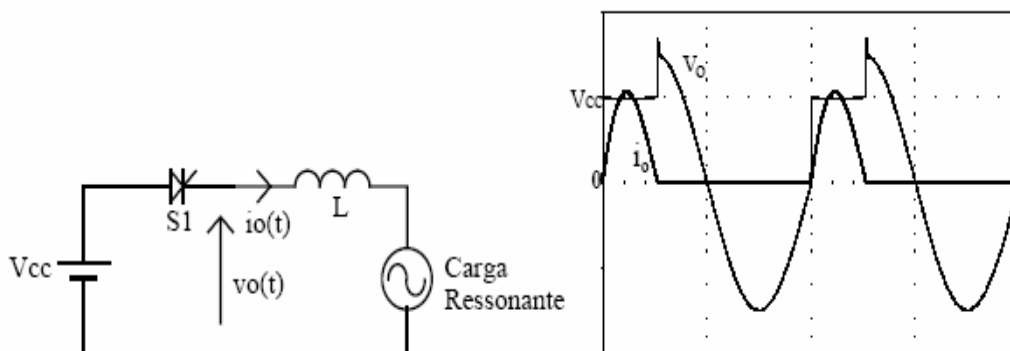 S1
io(t)
L
Vcc
vo(t)
Carga
Ressonante
Vo
Vcc
io
0